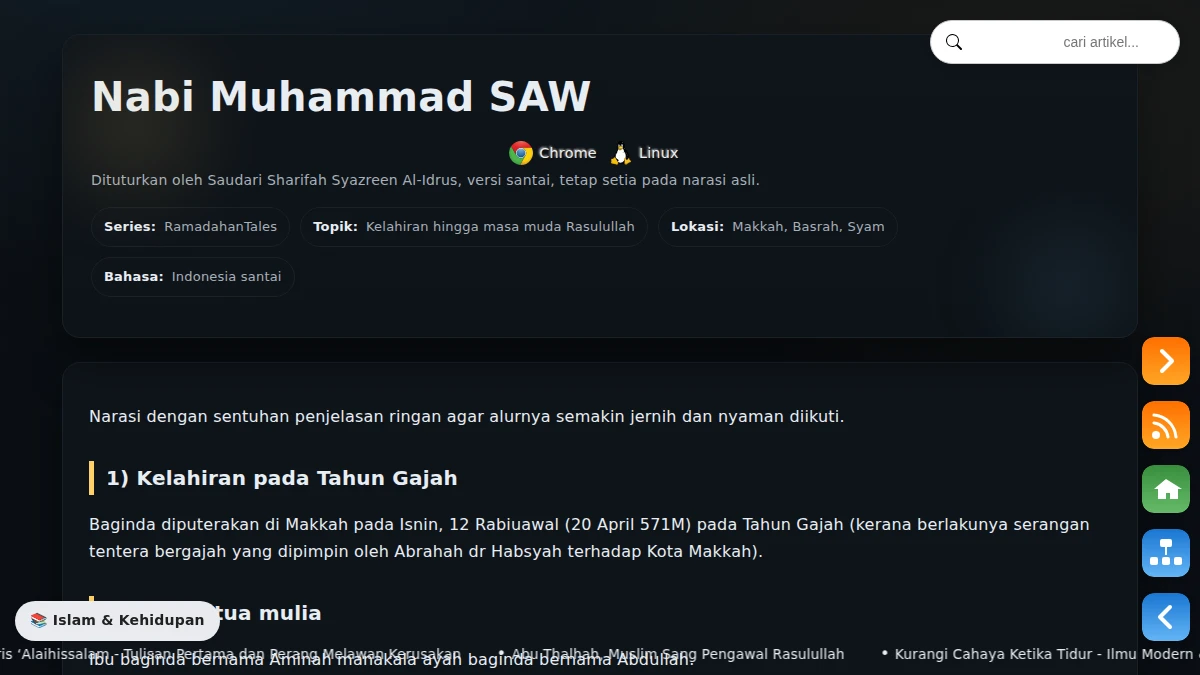 cari artikel...
Nabi Muhammad SAW
Chrome Linux
Dituturkan oleh Saudari Sharifah Syazreen Al-Idrus, versi santai, tetap setia pada narasi asli.
Series: RamadahanTales Topik: Kelahiran hingga masa muda Rasulullah Lokasi: Makkah, Basrah, Syam
Bahasa: Indonesia santai
Narasi dengan sentuhan penjelasan ringan agar alurnya semakin jernih dan nyaman diikuti.
1) Kelahiran pada Tahun Gajah
Baginda diputerakan di Makkah pada Isnin, 12 Rabiuawal (20 April 571M) pada Tahun Gajah (kerana berlakunya serangan
tentera bergajah yang dipimpin oleh Abrahah dr Habsyah terhadap Kota Makkah).
tua mulia
📚 Islam & Kehidupan
Ibu baginda bernama Aminah manakala ayah baginda bernama Abdullah.
is ‘Alaihissalam - Tulisan Pertama dan Perang Melawan Kerusakan • Abu Thalhah, Muslim Sang Pengawal Rasulullah • Kurangi Cahaya Ketika Tidur - Ilmu Modern